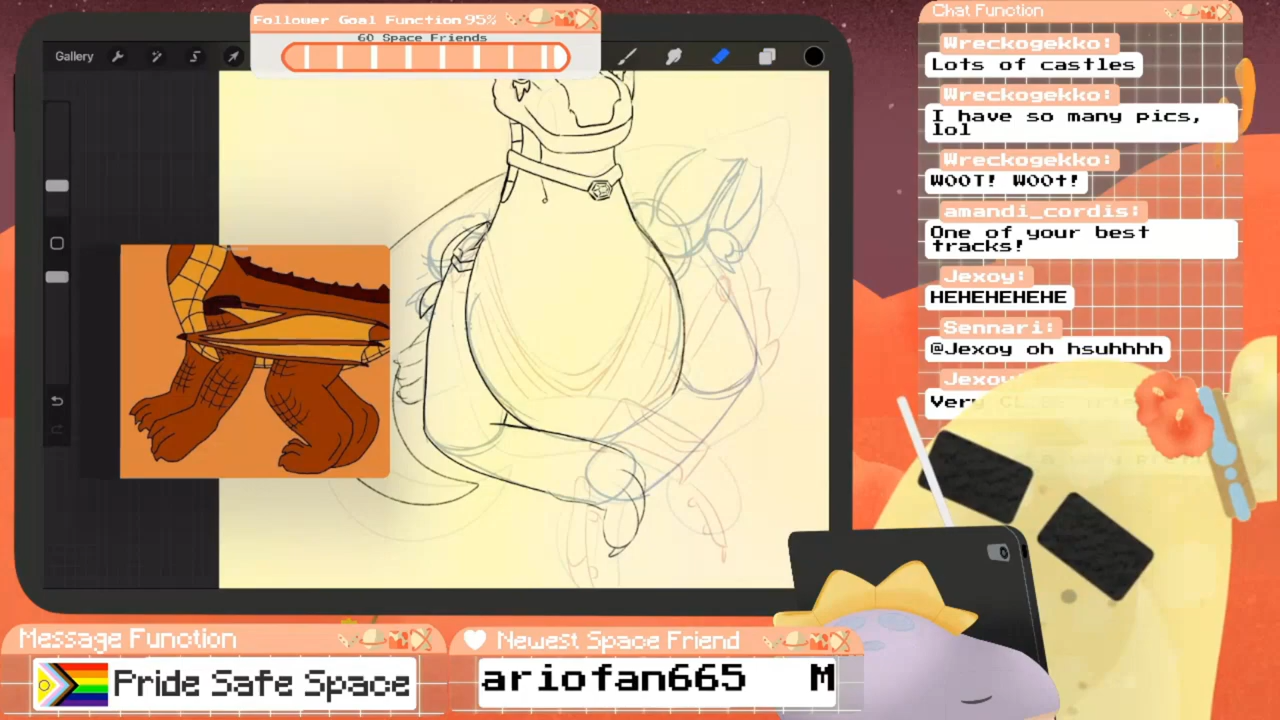 Follower Goal Function 95%
60 Space Friends
Gallery
Chat Function
Wreckogekko:
Lots of castles
Wreckogekko:
I have so many pics,
lol
Wreckogekko:
WOOT! WOOt!
amandi_cordis:
One of your best
tracks!
Jexoy:
HEHEHEHEHE
Sennari:
@Jexoy oh hsuhhhh
Jexoy
Very
Message Function
Pride Safe Space
Newest Space Friend
ariofan665 M